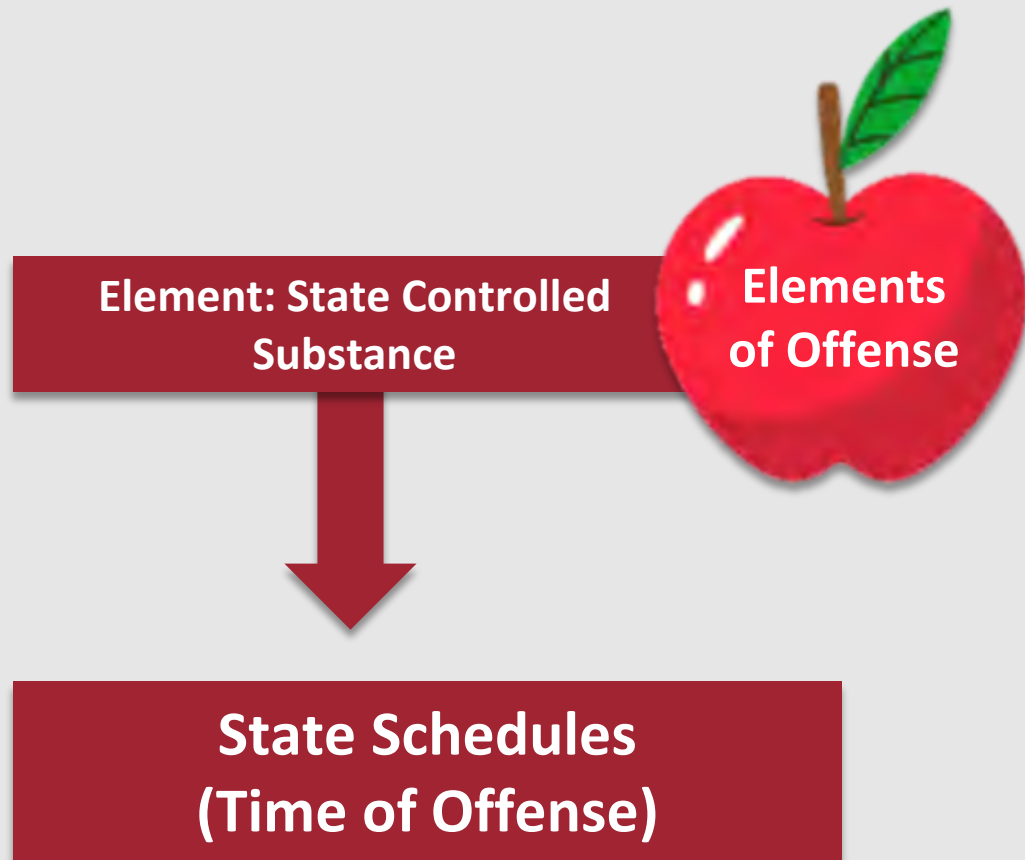 Element: State Controlled
Substance
Elements
of Offense
State Schedules
(Time of Offense)